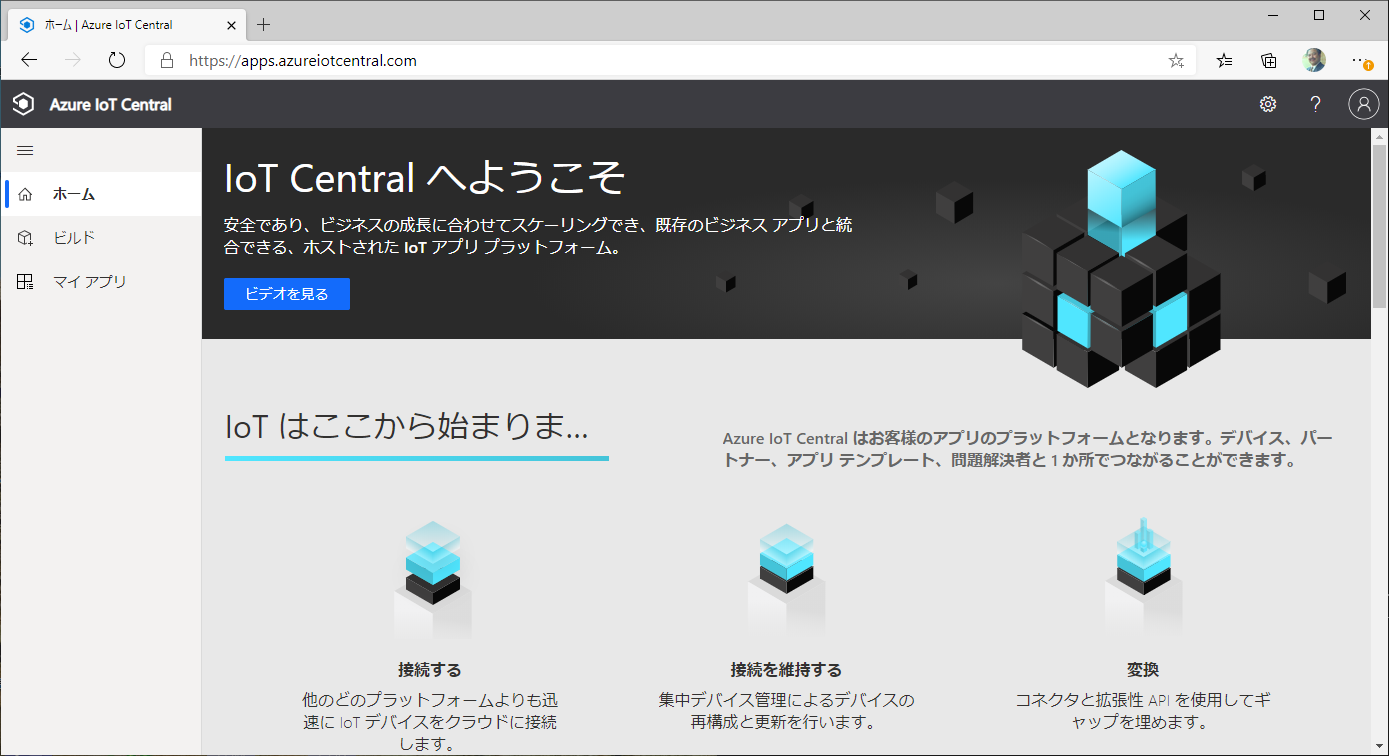 ホーム | Azure IoT Central
https://apps.azureiotcentral.com
Azure IoT Central
?
ホーム
ビルド
マイ アプリ
IoT Central へようこそ
安全であり、ビジネスの成長に合わせてスケーリングでき、既存のビジネス アプリと統
合できる、ホストされた IoT アプリ プラットフォーム。
ビデオを見る
IoT はここから始まりま...
Azure IoT Central はお客様のアプリのプラットフォームとなります。デバイス、パー
トナー、アプリ テンプレート、問題解決者と 1 か所でつながることができます。
接続する
他のどのプラットフォームよりも迅
速に IoT デバイスをクラウドに接続
します。
接続を維持する
集中デバイス管理によるデバイスの
再構成と更新を行います。
変換
コネクタと拡張性 API を使用してギ
ャップを埋めます。